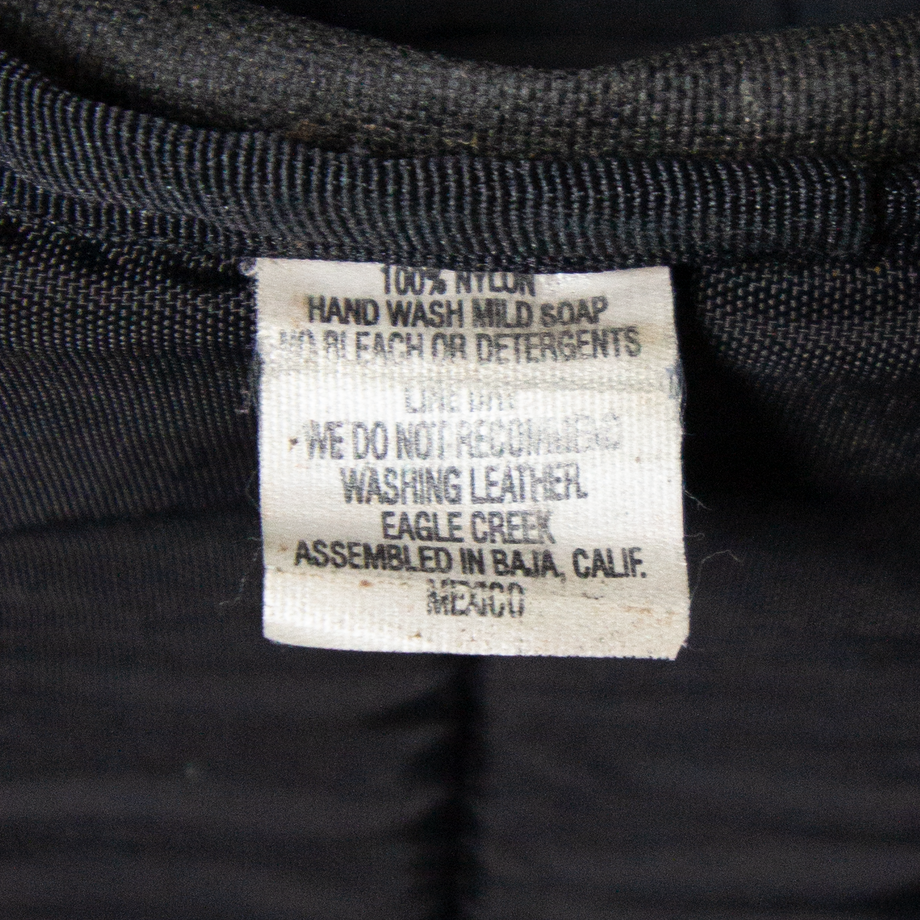 100% NYLON
HAND WASH MILD SOAP
NO BLEACH OR DETERGENTS
LINE DRY
WE DO NOT RECOMMEND
WASHING LEATHER.
EAGLE CREEK
ASSEMBLED IN BAJA, CALIF.
MEXICO